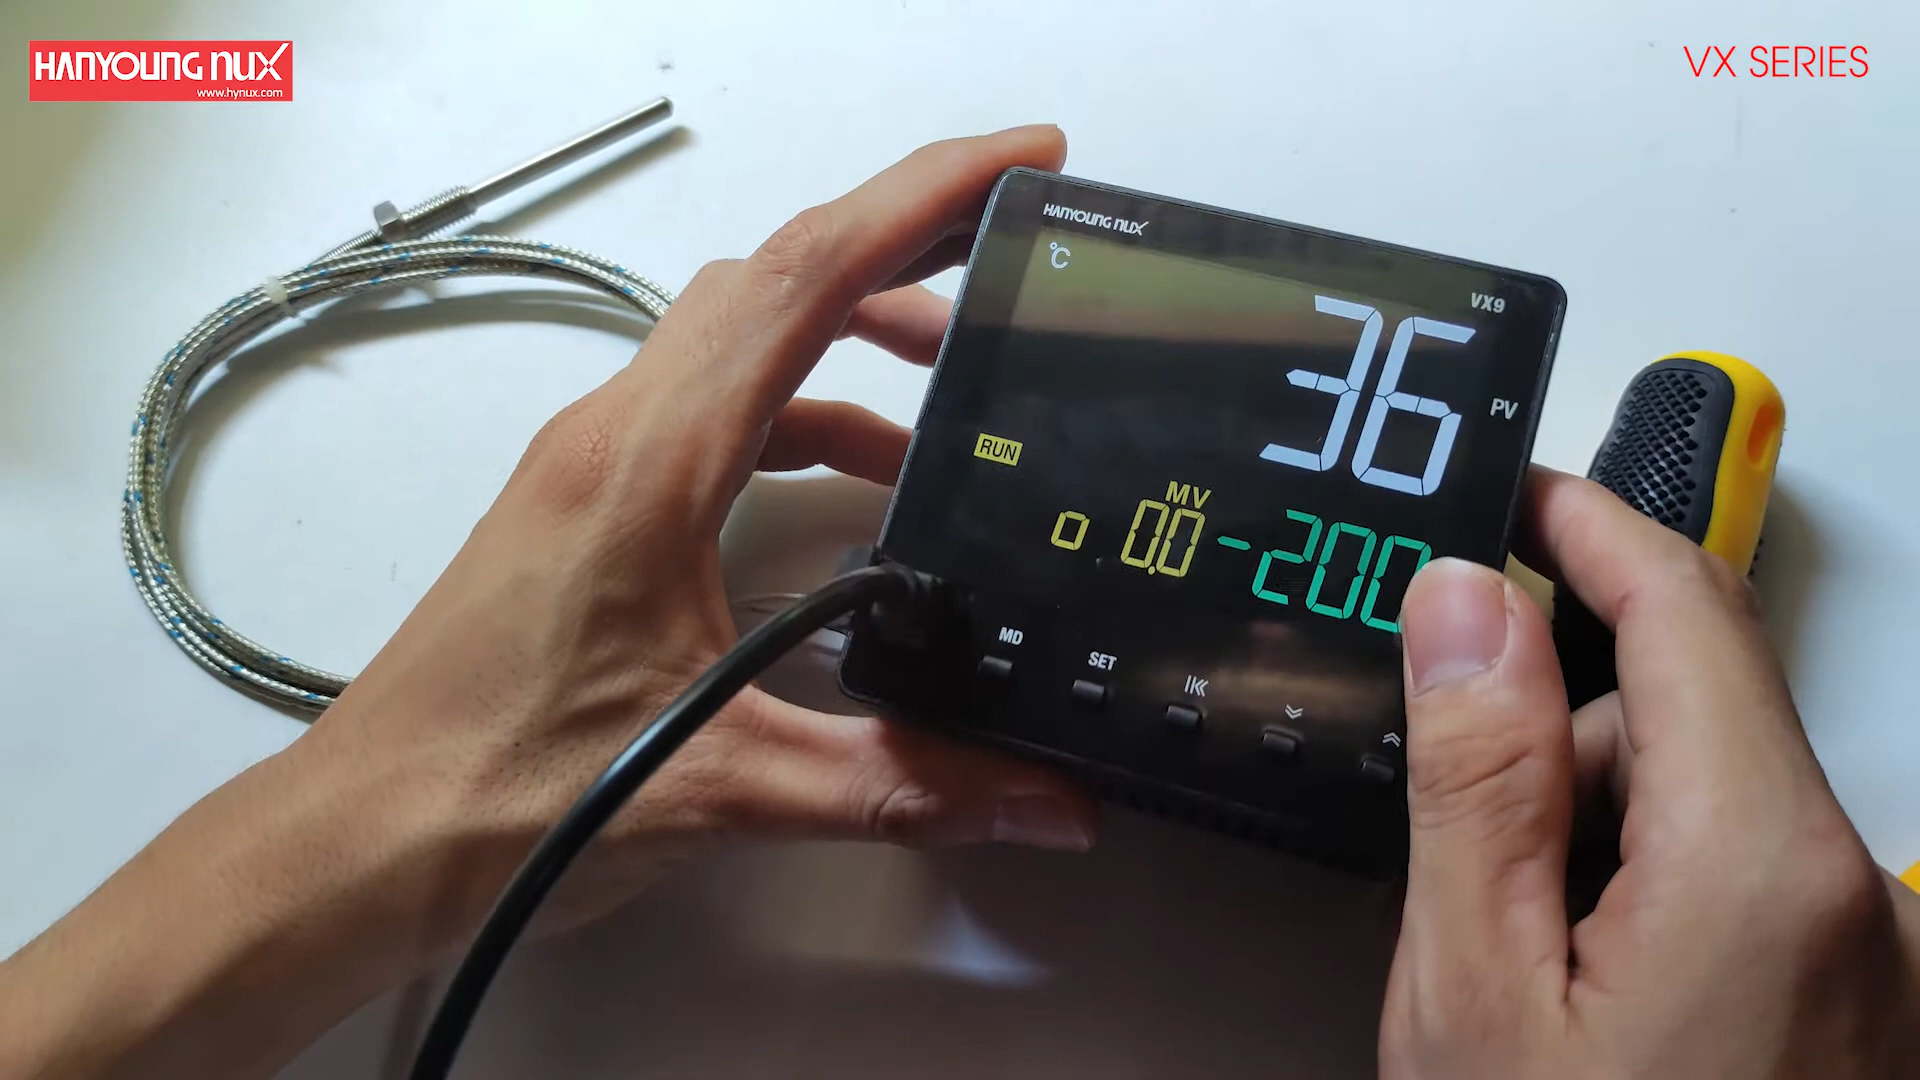 HANYOUNG NUX
www.hynux.com
VX SERIES
HANYOUNG NUX
°C
VX9
36
PV
RUN
MV
o 0.0 -200
MD
SET